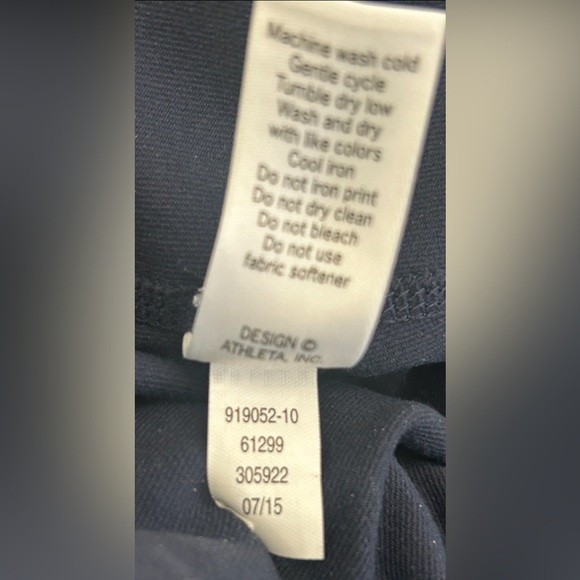 Machine wash cold
Gentle cycle
Tumble dry low
Wash and dry
with like colors
Cool iron
Do not iron print
Do not dry clean
Do not bleach
Do not use
fabric softener
DESIGN ©
ATHLETA, INC.
919052-10
61299
305922
07/15